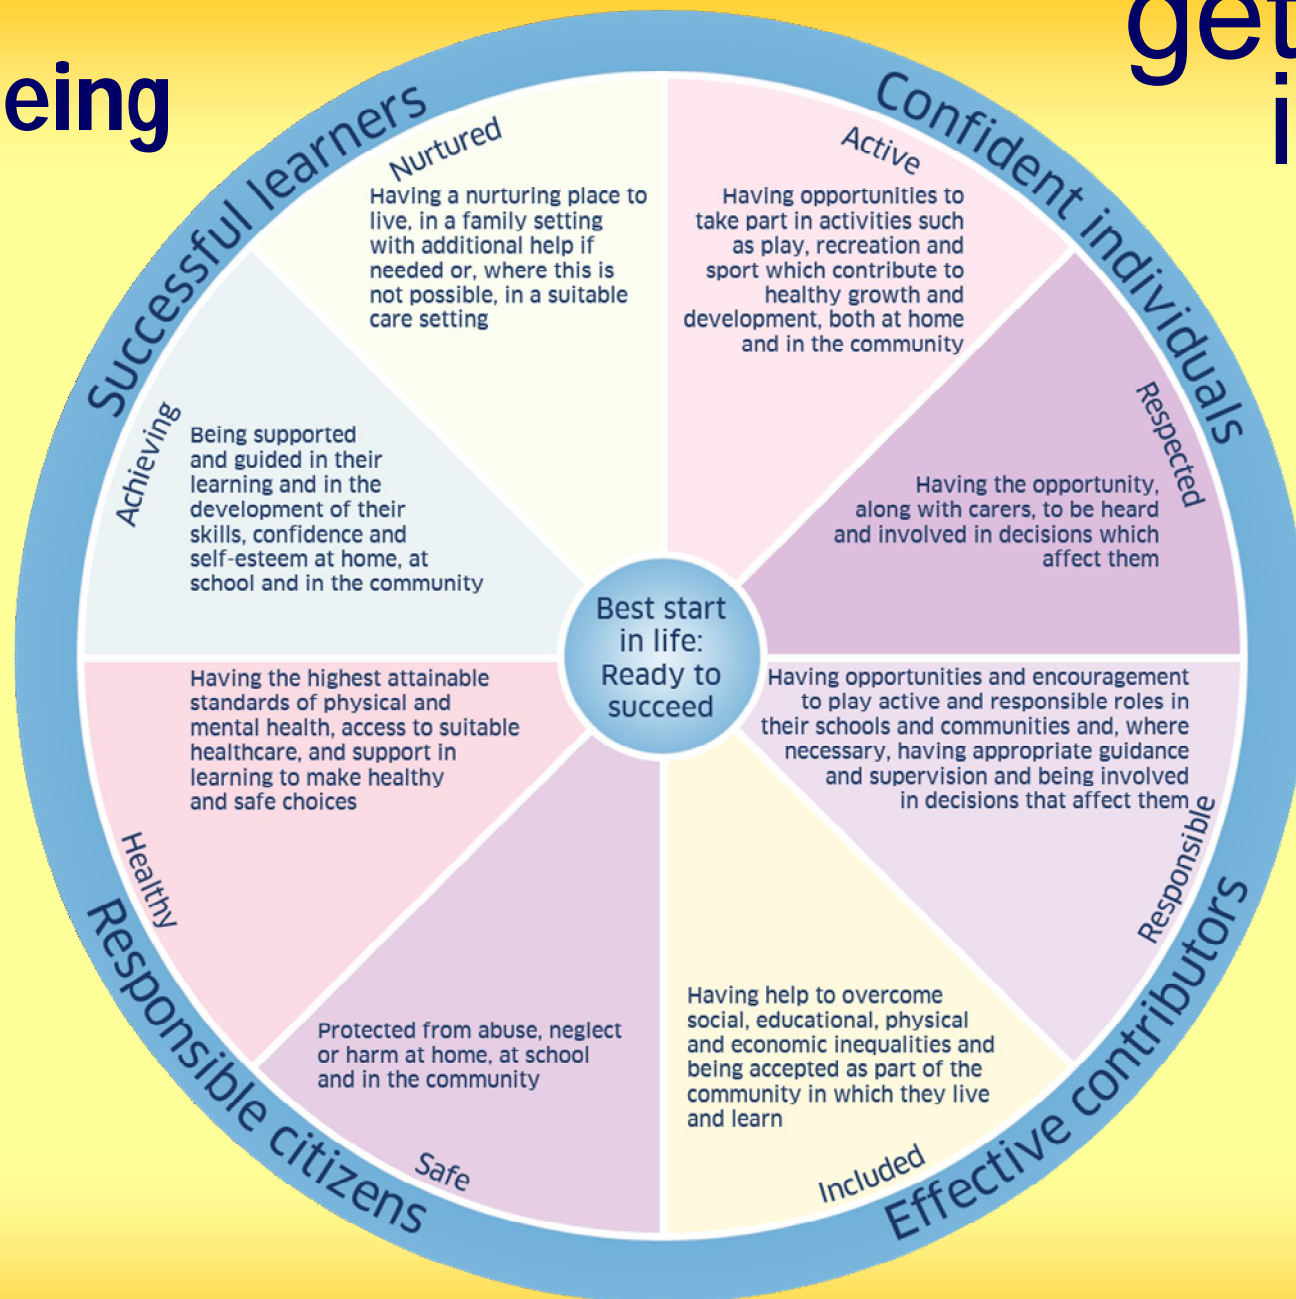 eing
get
i
Successful learners
Confident individuals
Nurtured
Having a nurturing place to
live, in a family setting
with additional help if
needed or, where this is
not possible, in a suitable
care setting
Active
Having opportunities to
take part in activities such
as play, recreation and
sport which contribute to
healthy growth and
development, both at home
and in the community
Achieving
Being supported
and guided in their
learning and in the
development of their
skills, confidence and
self-esteem at home, at
school and in the community
Respected
Having the opportunity,
along with carers, to be heard
and involved in decisions which
affect them
Best start
in life:
Ready to
succeed
Having the highest attainable
standards of physical and
mental health, access to suitable
healthcare, and support in
learning to make healthy
and safe choices
Healthy
Having opportunities and encouragement
to play active and responsible roles in
their schools and communities and, where
necessary, having appropriate guidance
and supervision and being involved
in decisions that affect them
Responsible
Protected from abuse, neglect
or harm at home, at school
and in the community
Safe
Having help to overcome
social, educational, physical
and economic inequalities and
being accepted as part of the
community in which they live
and learn
Included
Responsible citizens
Effective contributors